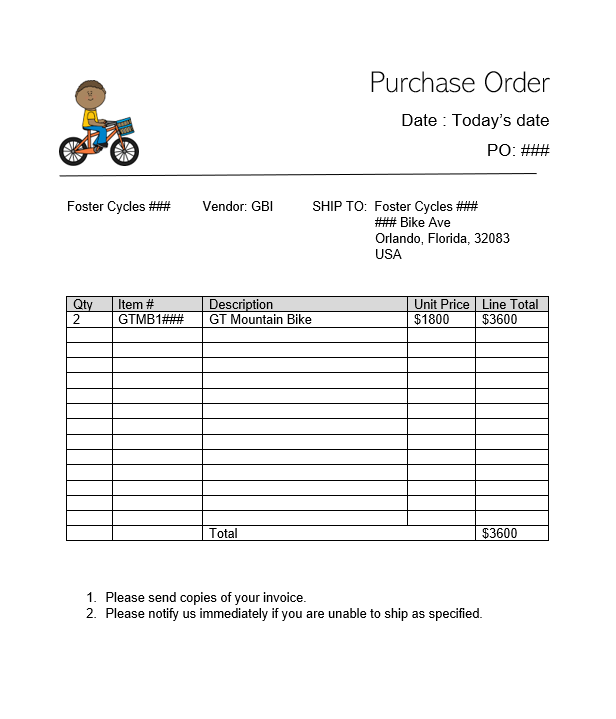 Purchase Order
Date : Today’s date
PO: ###
Foster Cycles ### Vendor: GBI SHIP TO: Foster Cycles ###
### Bike Ave
Orlando, Florida, 32083
USA
Qty Item # Description Unit Price Line Total
2 GTMB1### GT Mountain Bike $1800 $3600
Total $3600
1. Please send copies of your invoice.
2. Please notify us immediately if you are unable to ship as specified.